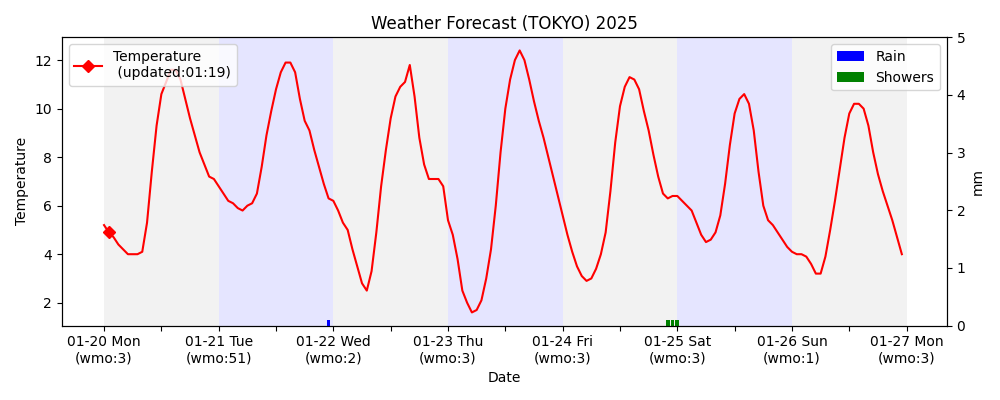 Weather Forecast (TOKYO) 2025
Temperature
(updated:01:19)
Rain
Showers
12
10
8
6
4
2
Temperature
5
4
3
2
1
0
mm
01-20 Mon
(wmo:3)
01-21 Tue
(wmo:51)
01-22 Wed
(wmo:2)
01-23 Thu
(wmo:3)
01-24 Fri
(wmo:3)
01-25 Sat
(wmo:3)
01-26 Sun
(wmo:1)
01-27 Mon
(wmo:3)
Date